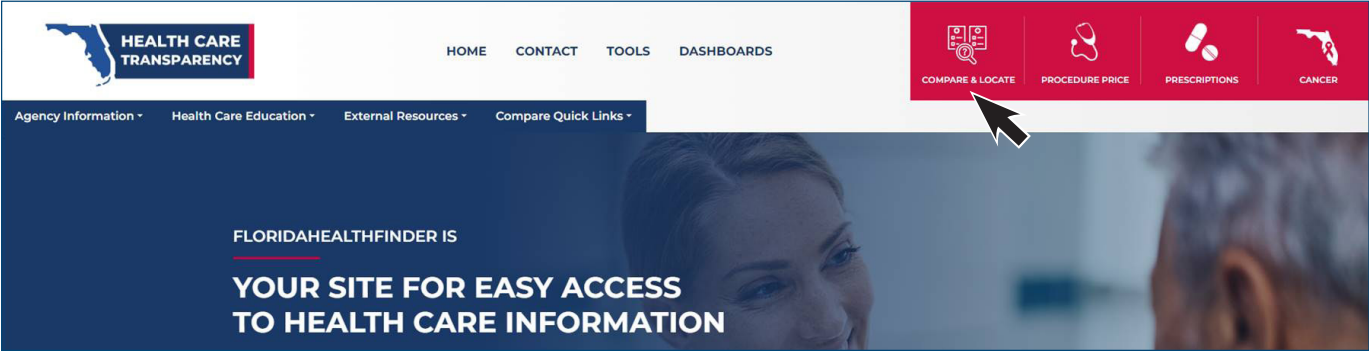 HEALTH CARE
TRANSPARENCY
HOME CONTACT TOOLS DASHBOARDS
COMPARE & LOCATE PROCEDURE PRICE PRESCRIPTIONS CANCER
Agency Information Health Care Education External Resources Compare Quick Links
FLORIDAHEALTHFINDER IS
YOUR SITE FOR EASY ACCESS
TO HEALTH CARE INFORMATION